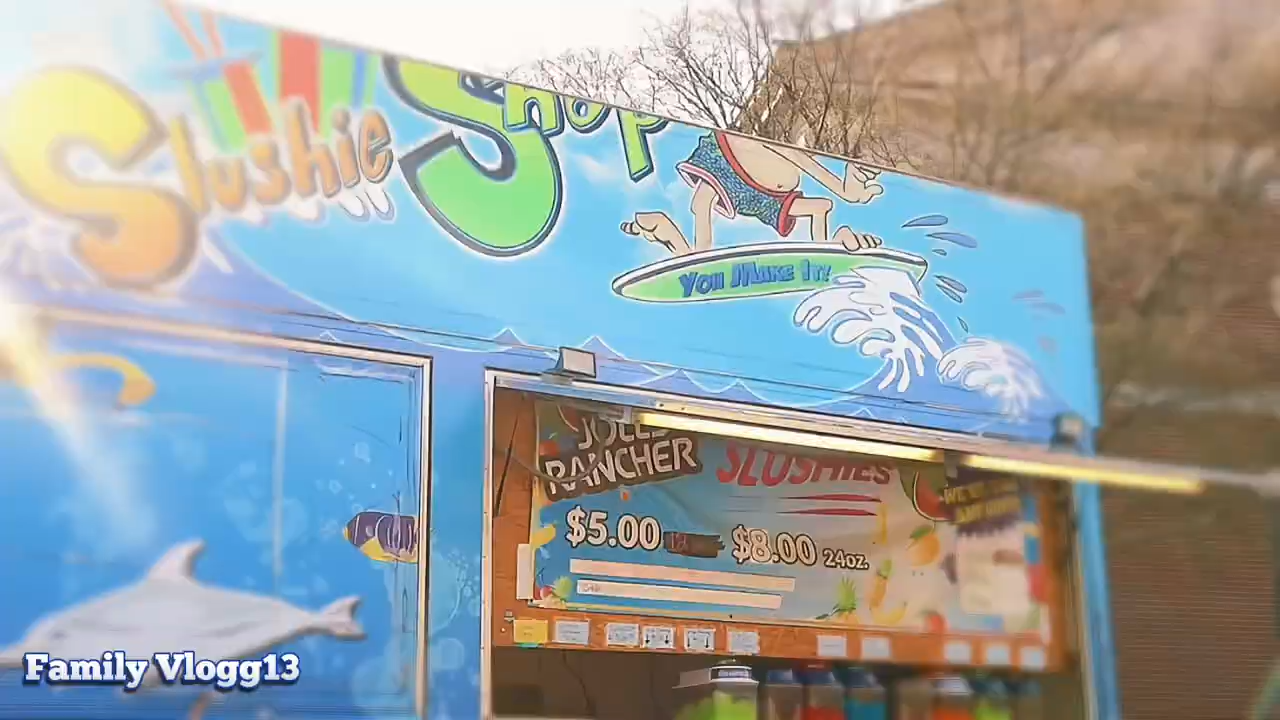 Slushie Shop
You Make It!
JOLLY RANCHER
SLUSHIES
$5.00
$8.00 24oz.
Family Vlogg13